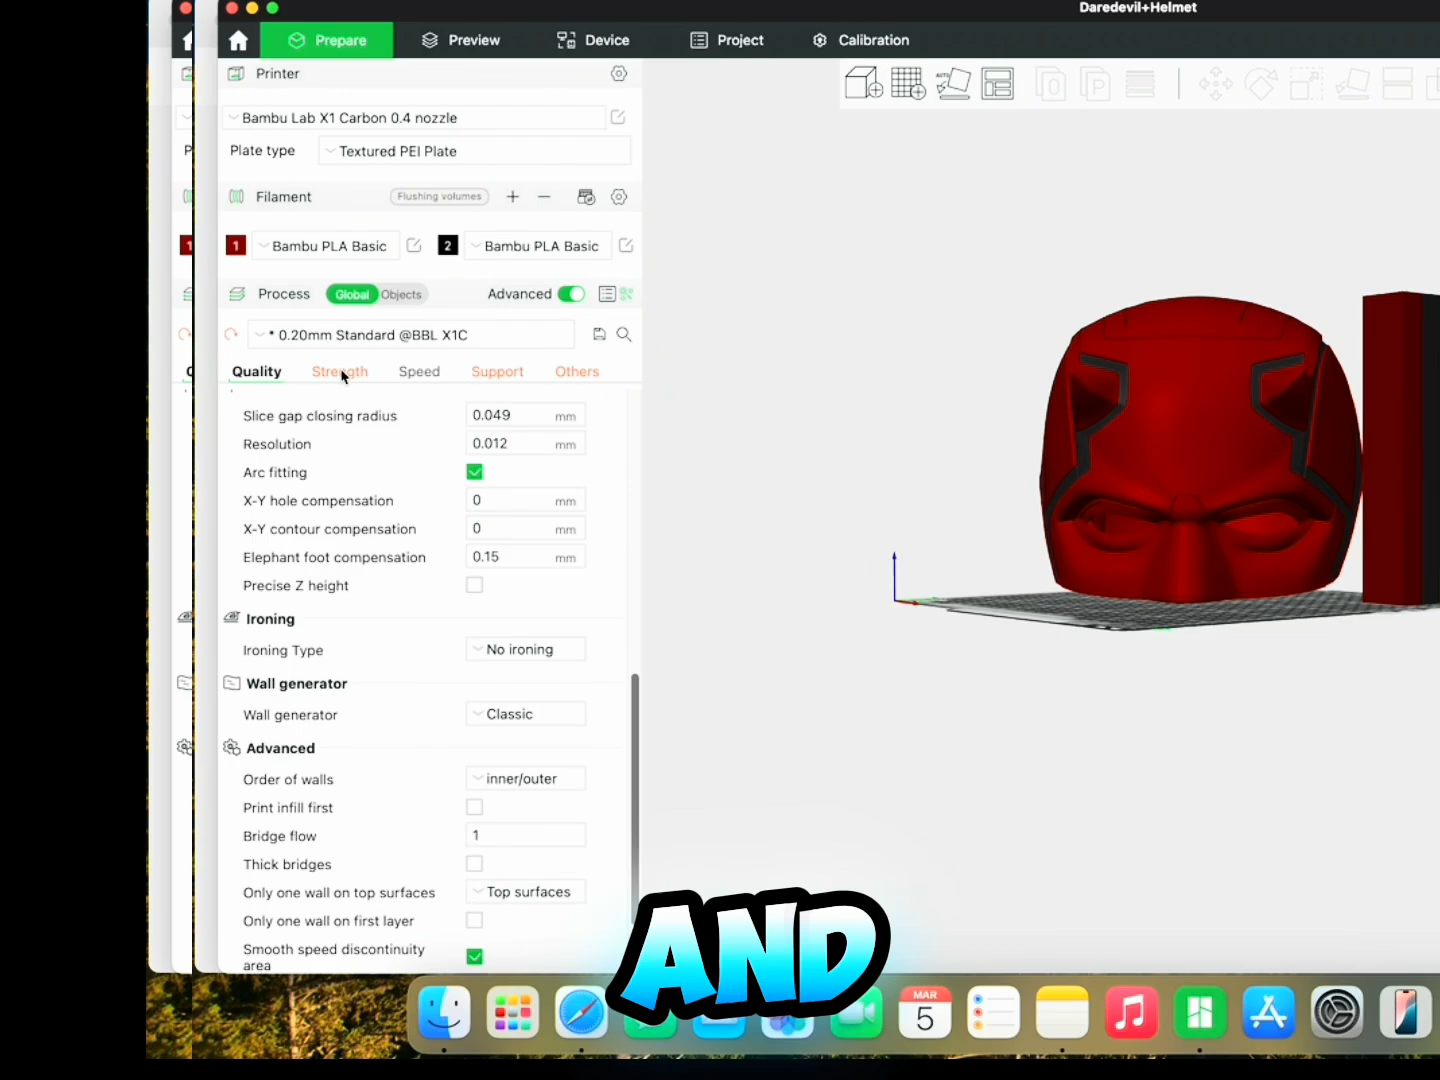 Daredevil+Helmet
Prepare
Preview
Device
Project
Calibration
Printer
Bambu Lab X1 Carbon 0.4 nozzle
Plate type
Textured PEI Plate
Filament
Flushing volumes
1
Bambu PLA Basic
2
Bambu PLA Basic
Process
Global
Objects
Advanced
* 0.20mm Standard @BBL X1C
Quality
Strength
Speed
Support
Others
Slice gap closing radius
0.049 mm
Resolution
0.012 mm
Arc fitting
X-Y hole compensation
0 mm
X-Y contour compensation
0 mm
Elephant foot compensation
0.15 mm
Precise Z height
Ironing
Ironing Type
No ironing
Wall generator
Wall generator
Classic
Advanced
Order of walls
inner/outer
Print infill first
Bridge flow
1
Thick bridges
Only one wall on top surfaces
Top surfaces
Only one wall on first layer
Smooth speed discontinuity
area
AND
MAR
5